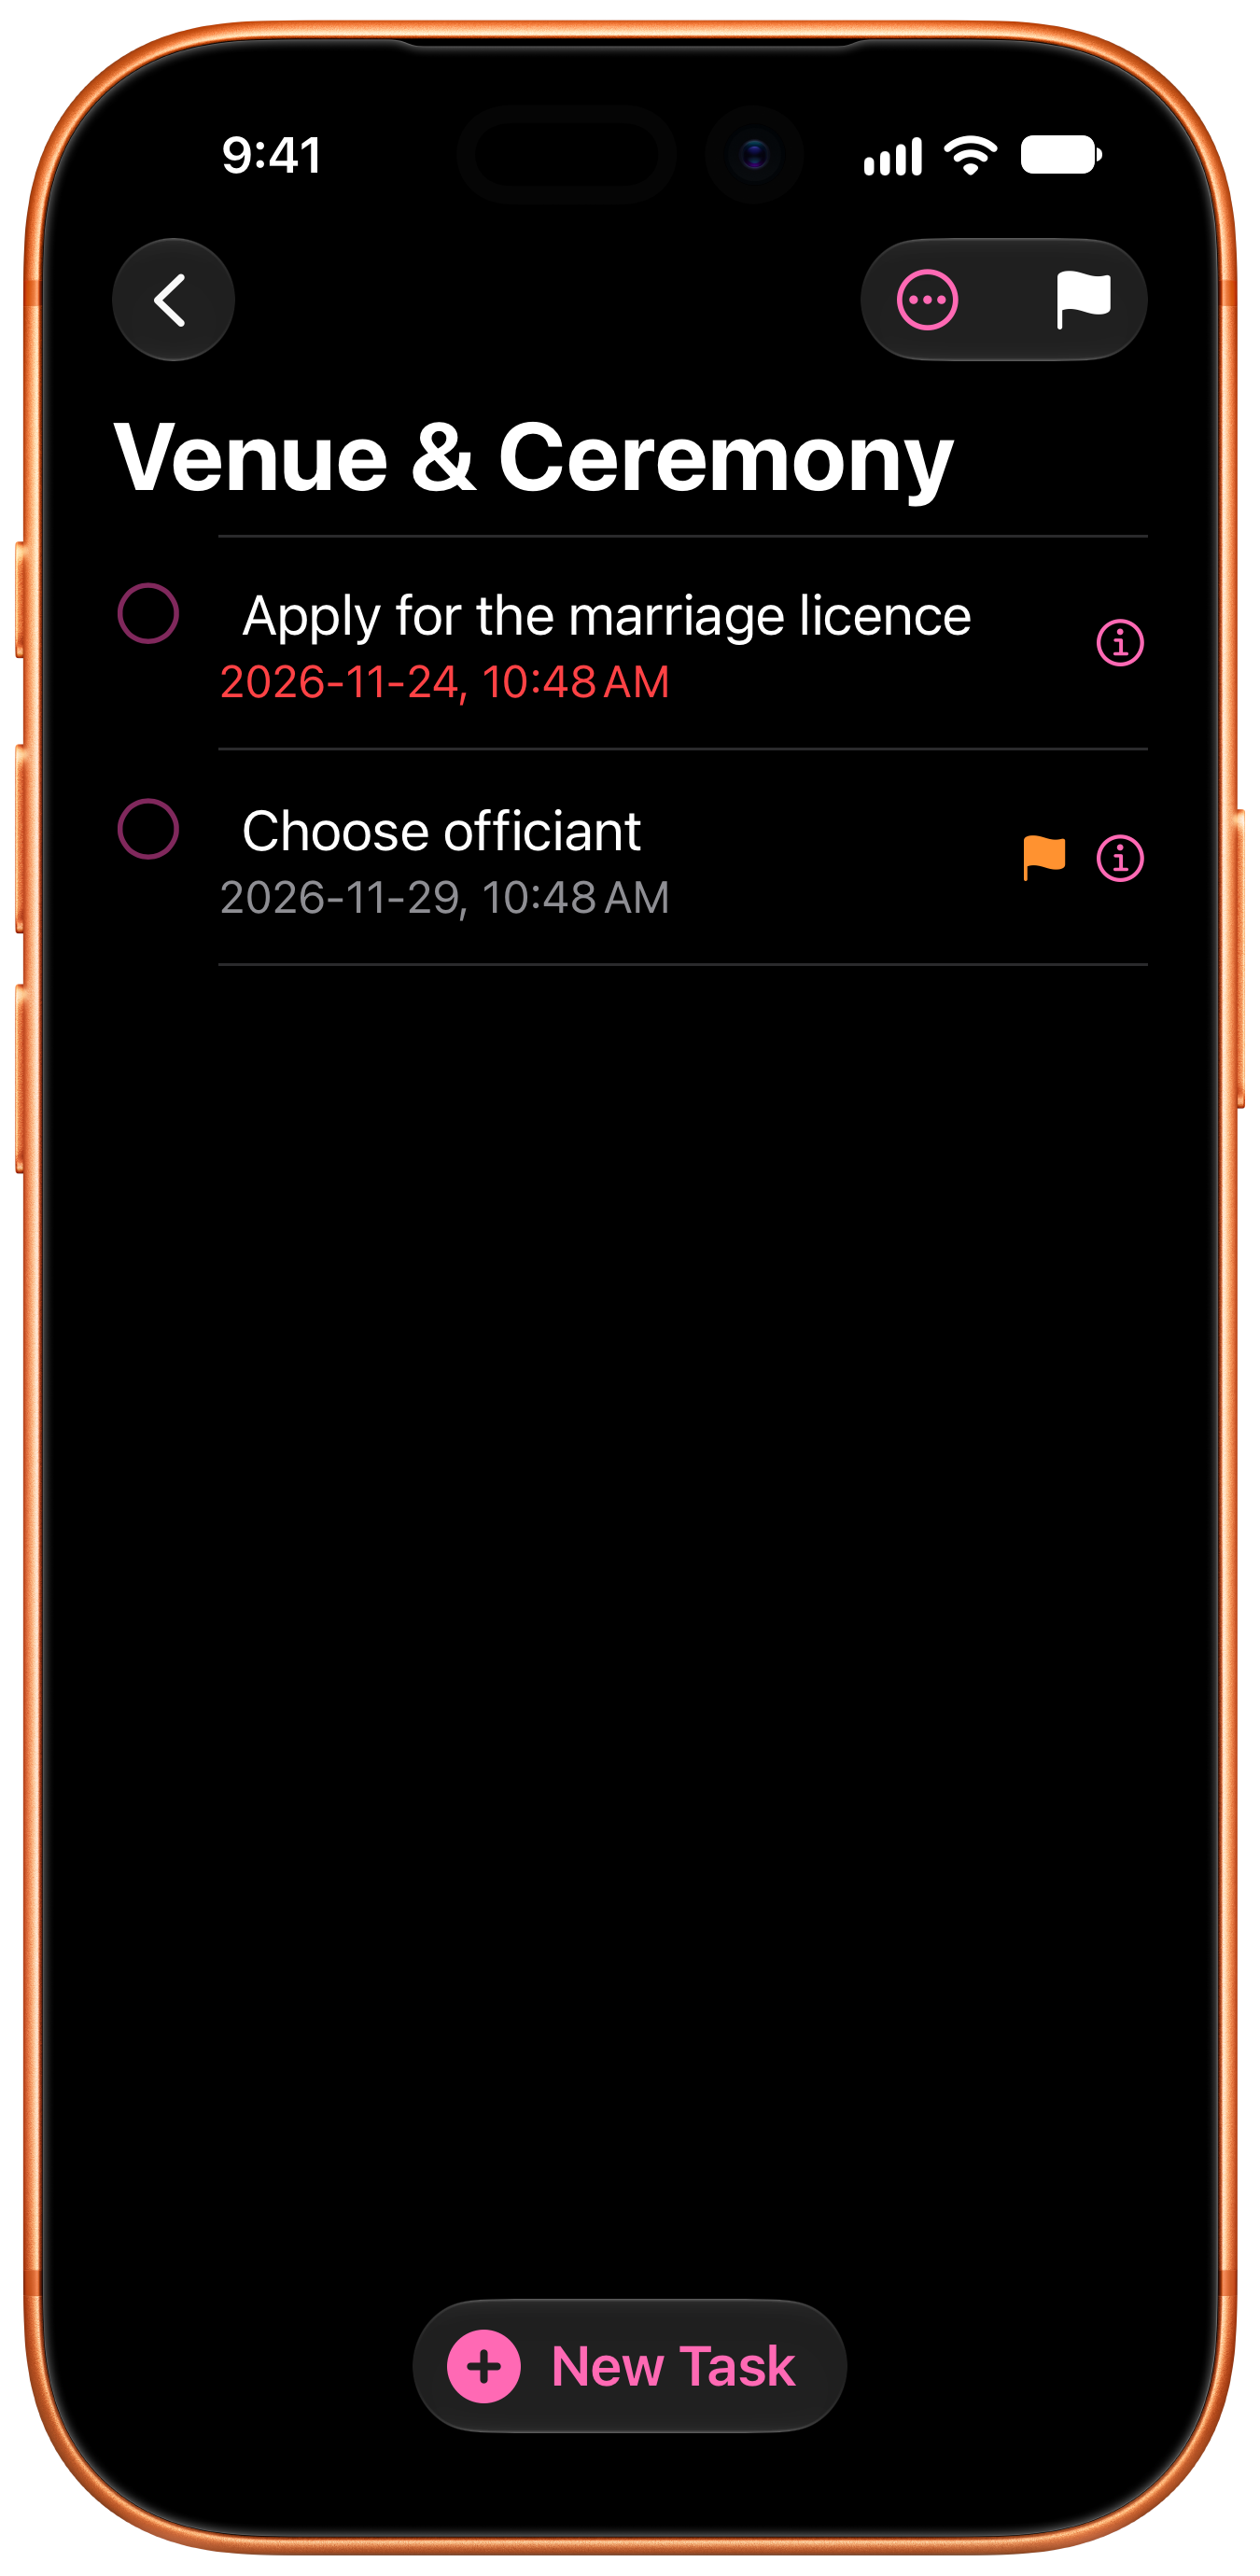 9:41
Venue & Ceremony
Apply for the marriage licence
2026-11-24, 10:48 AM
Choose officiant
2026-11-29, 10:48 AM
New Task